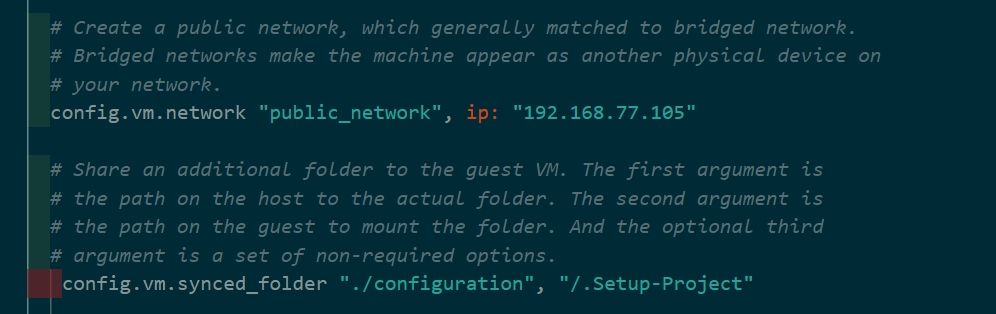 # Create a public network, which generally matched to bridged network.
# Bridged networks make the machine appear as another physical device on
# your network.
config.vm.network "public_network", ip: "192.168.77.105"
# Share an additional folder to the guest VM. The first argument is
# the path on the host to the actual folder. The second argument is
# the path on the guest to mount the folder. And the optional third
# argument is a set of non-required options.
config.vm.synced_folder "./configuration", "/.Setup-Project"